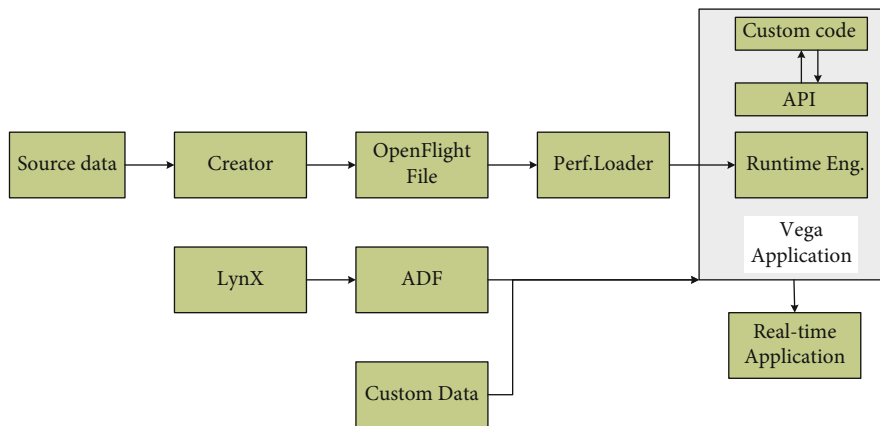 Custom code
API
Source data
Creator
OpenFlight
File
Perf.Loader
Runtime Eng.
Vega
Application
LynX
ADF
Real-time
Application
Custom Data